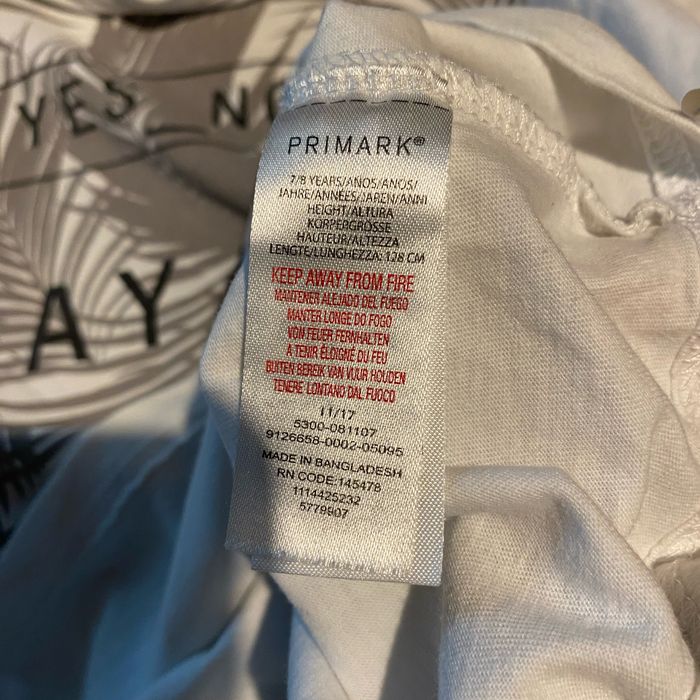 YES NO
AY
PRIMARK®
7/8 YEARS/AÑOS/ANOS/
JAHRE/ANNÉES/JAREN/ANNI
HEIGHT/ALTURA
KÖRPERGRÖSSE
HAUTEUR/ALTEZZA
LENGTE/LUNGHEZZA: 128 CM
KEEP AWAY FROM FIRE
MANTENER ALEJADO DEL FUEGO
MANTER LONGE DO FOGO
VON FEUER FERNHALTEN
À TENIR ÉLOIGNÉ DU FEU
BUITEN BEREIK VAN VUUR HOUDEN
TENERE LONTANO DAL FUOCO
11/17
5300-081107
9126658-0002-05095
MADE IN BANGLADESH
RN CODE: 145478
1114425232
5779907